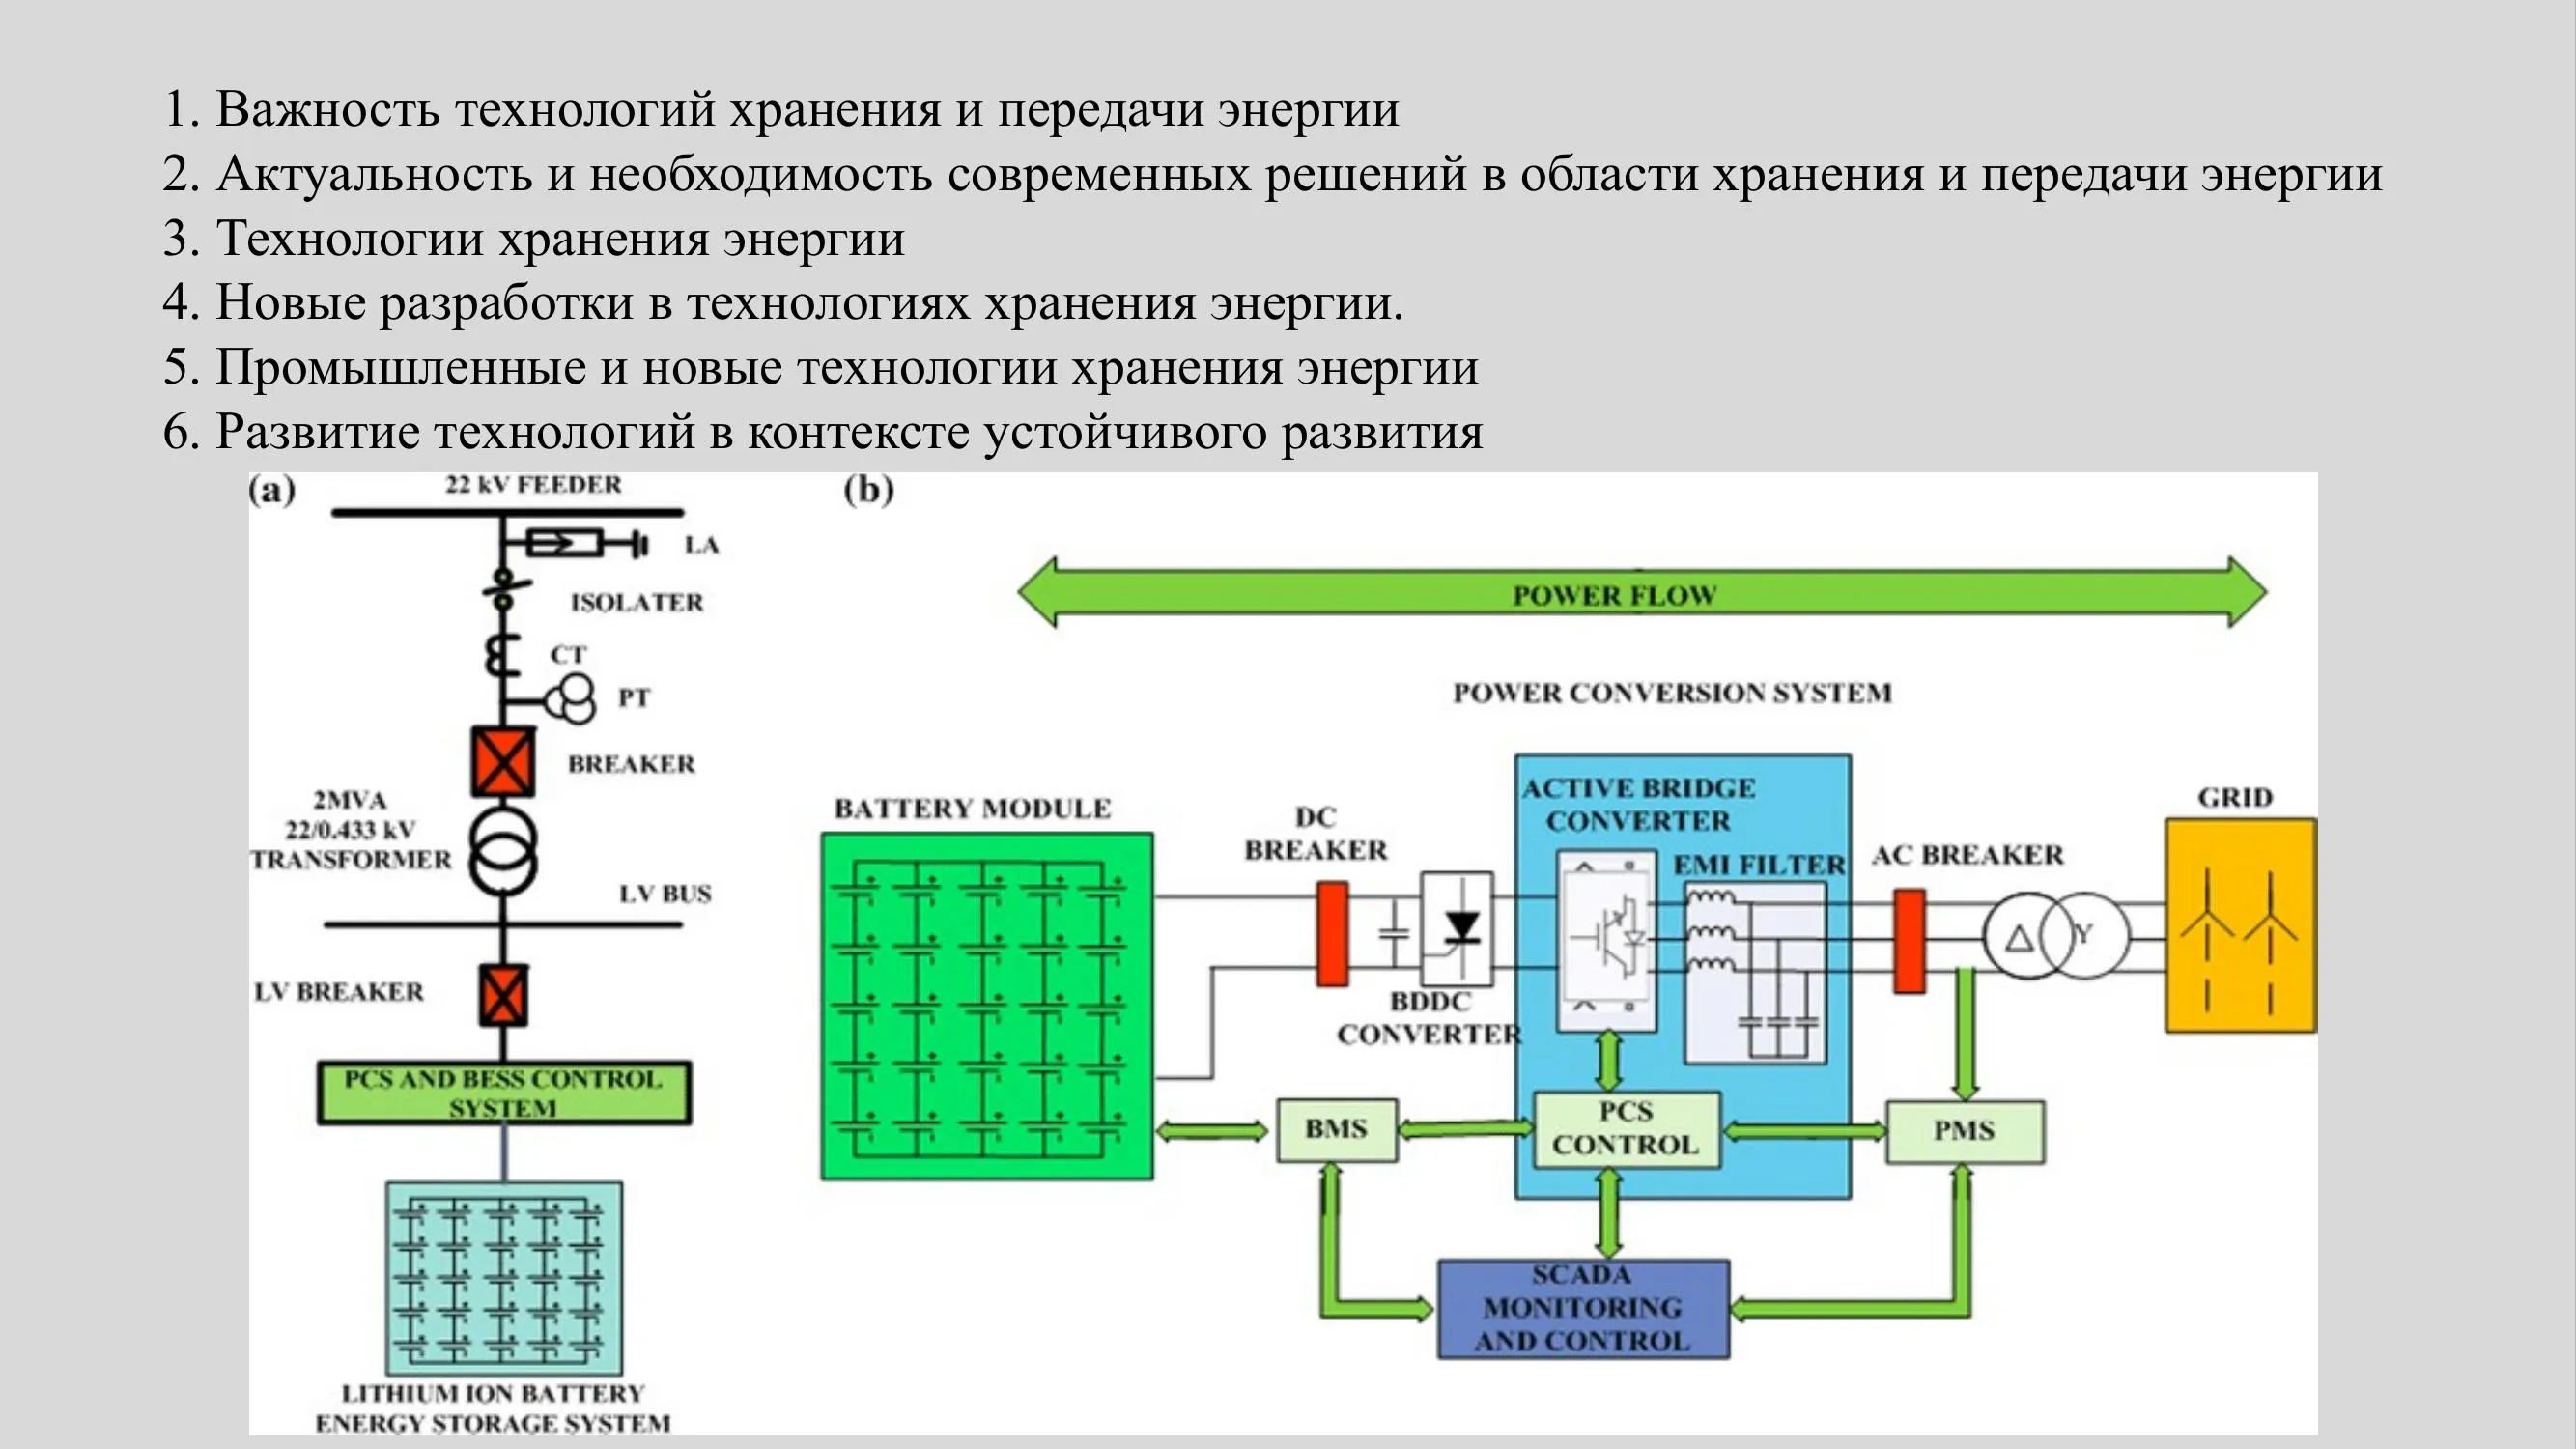 1. Важность технологий хранения и передачи энергии
2. Актуальность и необходимость современных решений в области хранения и передачи энергии
3. Технологии хранения энергии
4. Новые разработки в технологиях хранения энергии.
5. Промышленные и новые технологии хранения энергии
6. Развитие технологий в контексте устойчивого развития
(a)
22 kV FEEDER
LA
ISOLATER
CT
PT
BREAKER
2MVA
22/0.433 kV
TRANSFORMER
LV BUS
LV BREAKER
PCS AND BESS CONTROL
SYSTEM
LITHIUM ION BATTERY
ENERGY STORAGE SYSTEM
(b)
POWER FLOW
POWER CONVERSION SYSTEM
BATTERY MODULE
DC
BREAKER
BDDC
CONVERTER
ACTIVE BRIDGE
CONVERTER
EMI FILTER
AC BREAKER
Δ
Y
GRID
BMS
PCS
CONTROL
PMS
SCADA
MONITORING
AND CONTROL